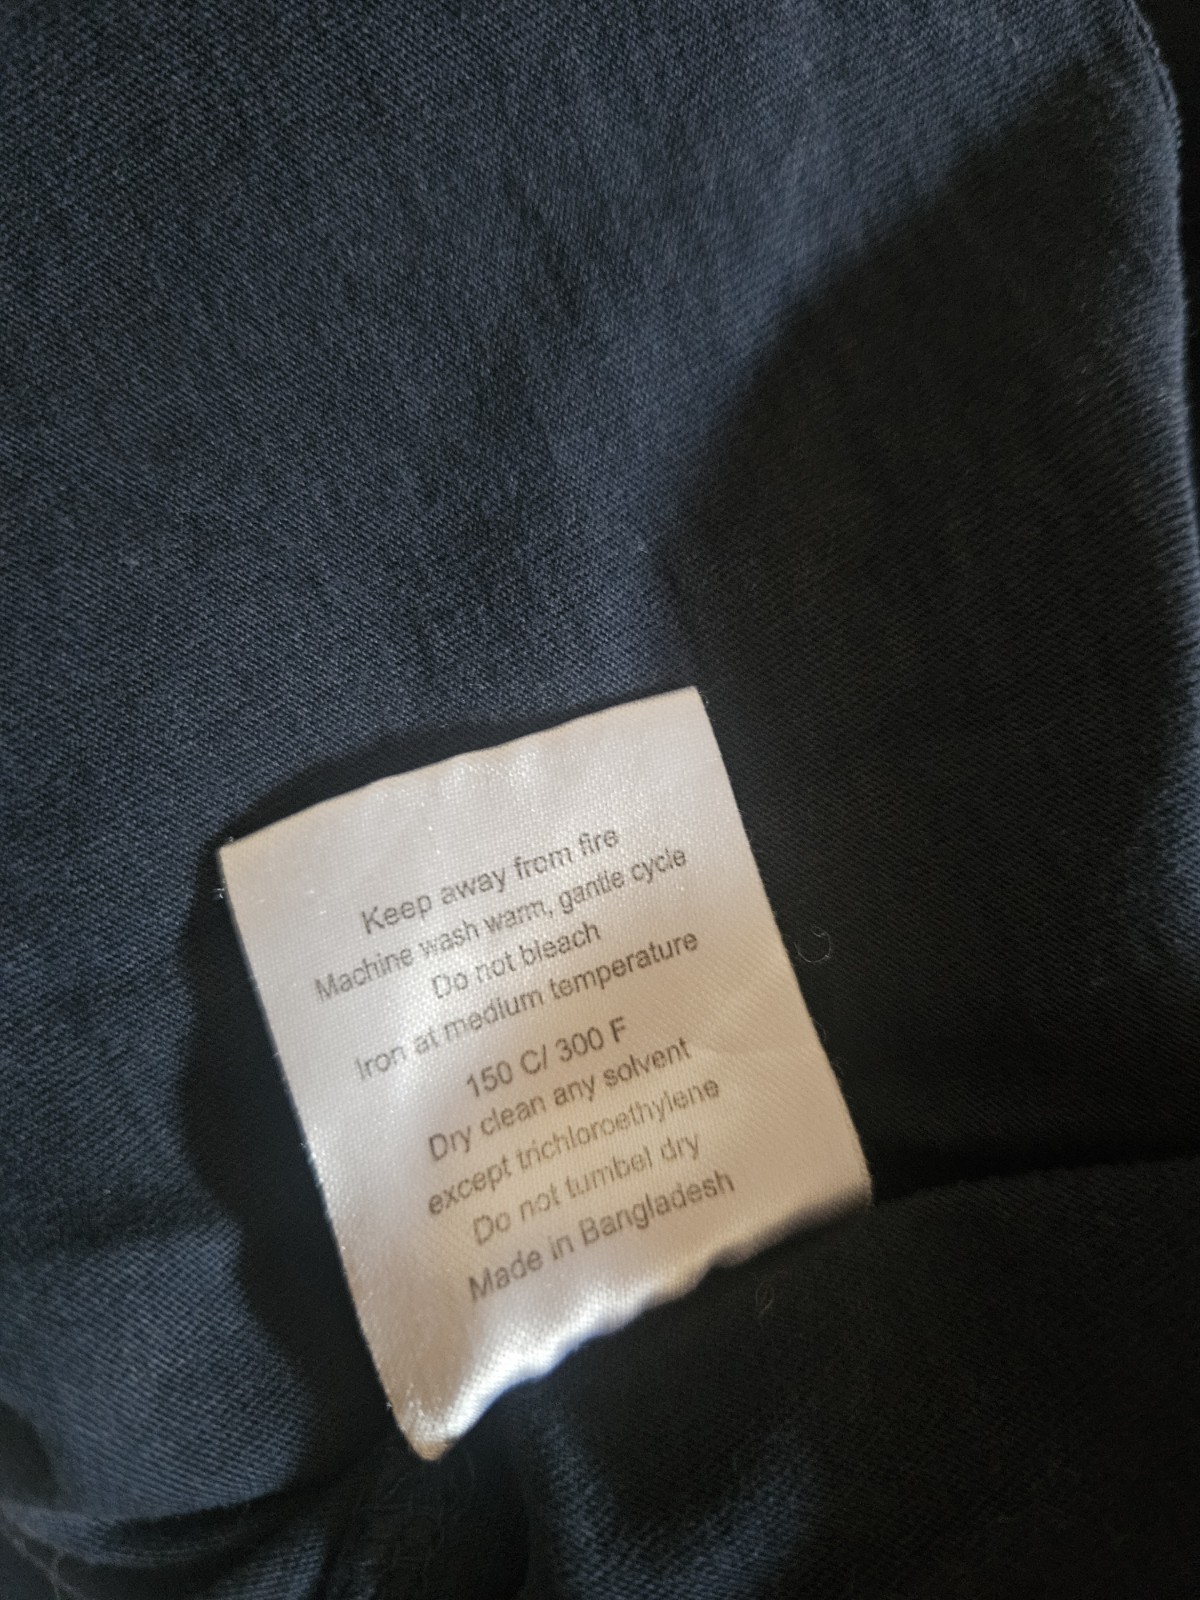 Keep away from fire
Machine wash warm, gantle cycle
Do not bleach
Iron at medium temperature
150 C/ 300 F
Dry clean any solvent
except trichloroethylene
Do not tumbel dry
Made in Bangladesh